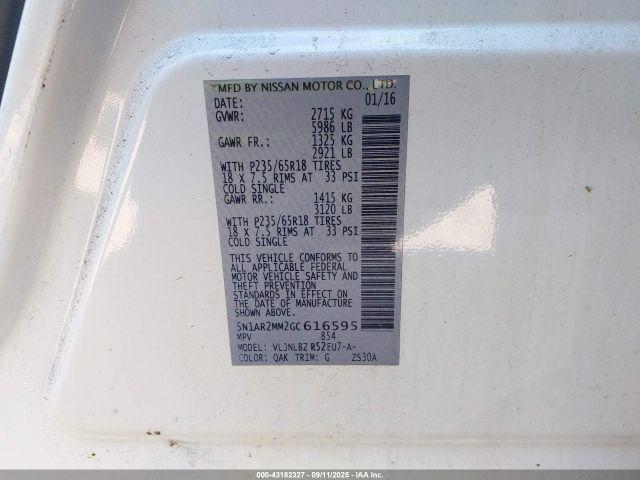 MFD BY NISSAN MOTOR CO., LTD.
DATE: 01/16
GVWR: 2715 KG
5986 LB
GAWR FR.: 1325 KG
2921 LB
WITH P235/65R18 TIRES
18 X 7.5 RIMS AT 33 PSI
COLD SINGLE
GAWR RR.: 1415 KG
3120 LB
WITH P235/65R18 TIRES
18 X 7.5 RIMS AT 33 PSI
COLD SINGLE
THIS VEHICLE CONFORMS TO
ALL APPLICABLE FEDERAL
MOTOR VEHICLE SAFETY AND
THEFT PREVENTION
STANDARDS IN EFFECT ON
THE DATE OF MANUFACTURE
SHOWN ABOVE.
5N1AR2MM2GC616595
MPV 854
MODEL: VLJNLBZ R52EU7-A-
COLOR: QAK TRIM: G ZS30A
000-43182327 - 09/11/2025 - IAA Inc.